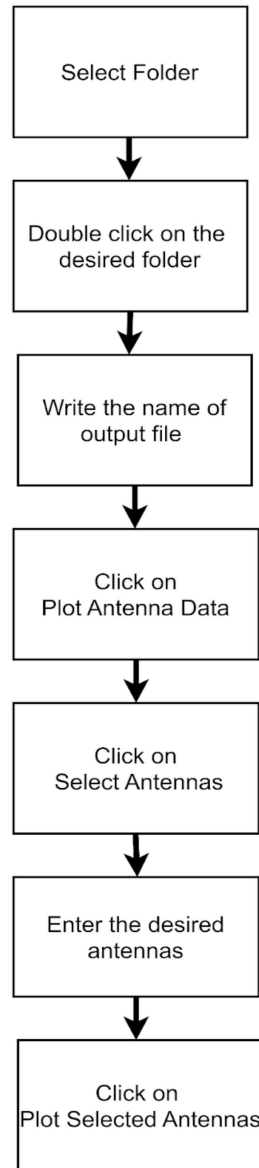 Select Folder
Double click on the
desired folder
Write the name of
output file
Click on
Plot Antenna Data
Click on
Select Antennas
Enter the desired
antennas
Click on
Plot Selected Antennas